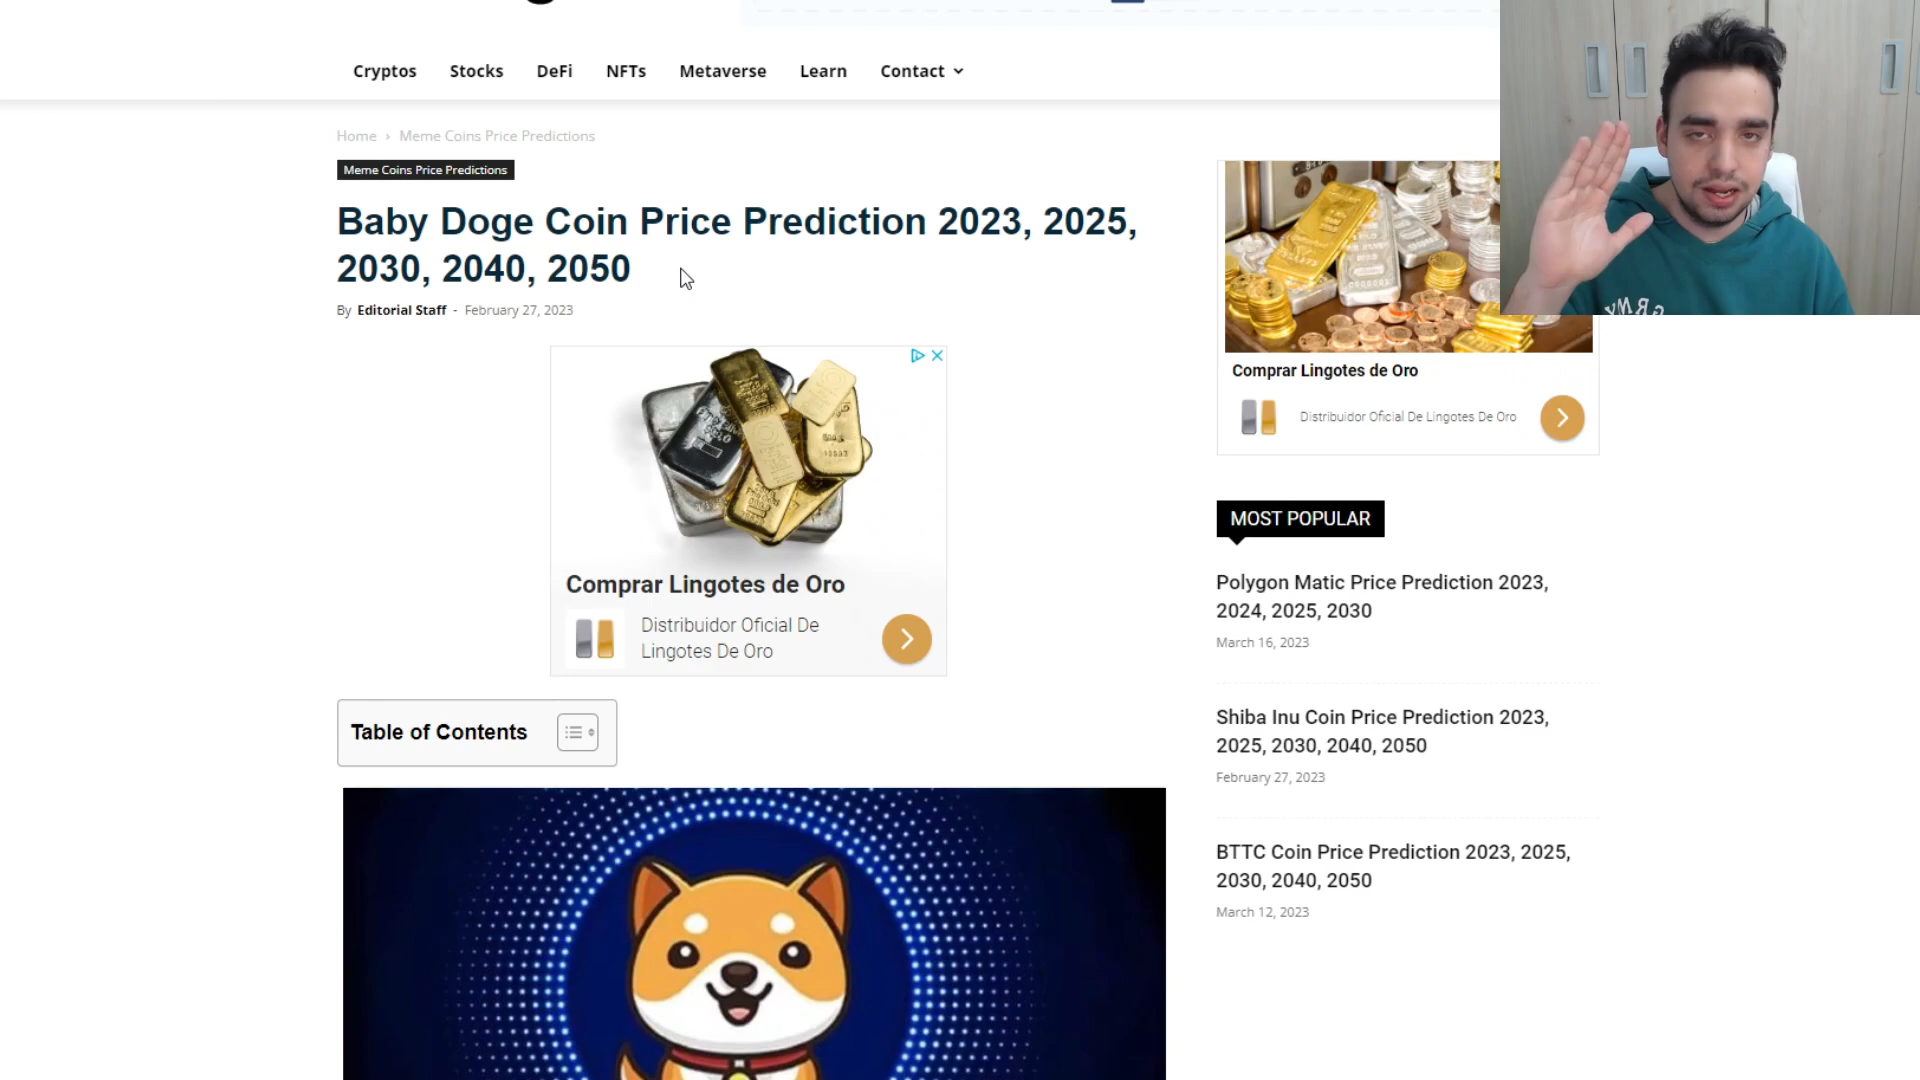 Cryptos Stocks DeFi NFTs Metaverse Learn Contact
Home › Meme Coins Price Predictions
Meme Coins Price Predictions
Baby Doge Coin Price Prediction 2023, 2025,
2030, 2040, 2050
By Editorial Staff - February 27, 2023
Comprar Lingotes de Oro
Distribuidor Oficial De
Lingotes De Oro
Table of Contents
Comprar Lingotes de Oro
Distribuidor Oficial De Lingotes De Oro
MOST POPULAR
Polygon Matic Price Prediction 2023,
2024, 2025, 2030
March 16, 2023
Shiba Inu Coin Price Prediction 2023,
2025, 2030, 2040, 2050
February 27, 2023
BTTC Coin Price Prediction 2023, 2025,
2030, 2040, 2050
March 12, 2023